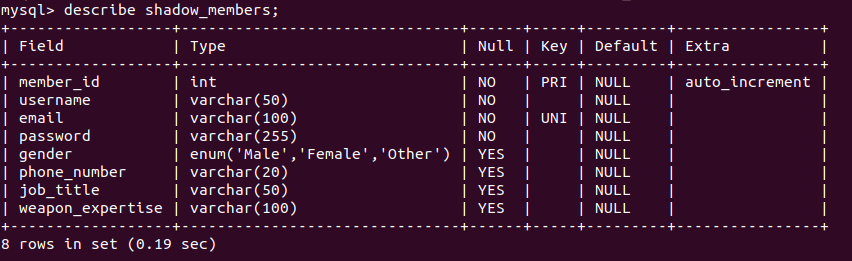 mysql> describe shadow_members;
+-------------------+-------------------------------+------+-----+---------+----------------+
| Field             | Type                          | Null | Key | Default | Extra          |
+-------------------+-------------------------------+------+-----+---------+----------------+
| member_id         | int                           | NO   | PRI | NULL    | auto_increment |
| username          | varchar(50)                   | NO   |     | NULL    |                |
| email             | varchar(100)                  | NO   | UNI | NULL    |                |
| password          | varchar(255)                  | NO   |     | NULL    |                |
| gender            | enum('Male','Female','Other') | YES  |     | NULL    |                |
| phone_number      | varchar(20)                   | YES  |     | NULL    |                |
| job_title         | varchar(50)                   | YES  |     | NULL    |                |
| weapon_expertise  | varchar(100)                  | YES  |     | NULL    |                |
+-------------------+-------------------------------+------+-----+---------+----------------+
8 rows in set (0.19 sec)